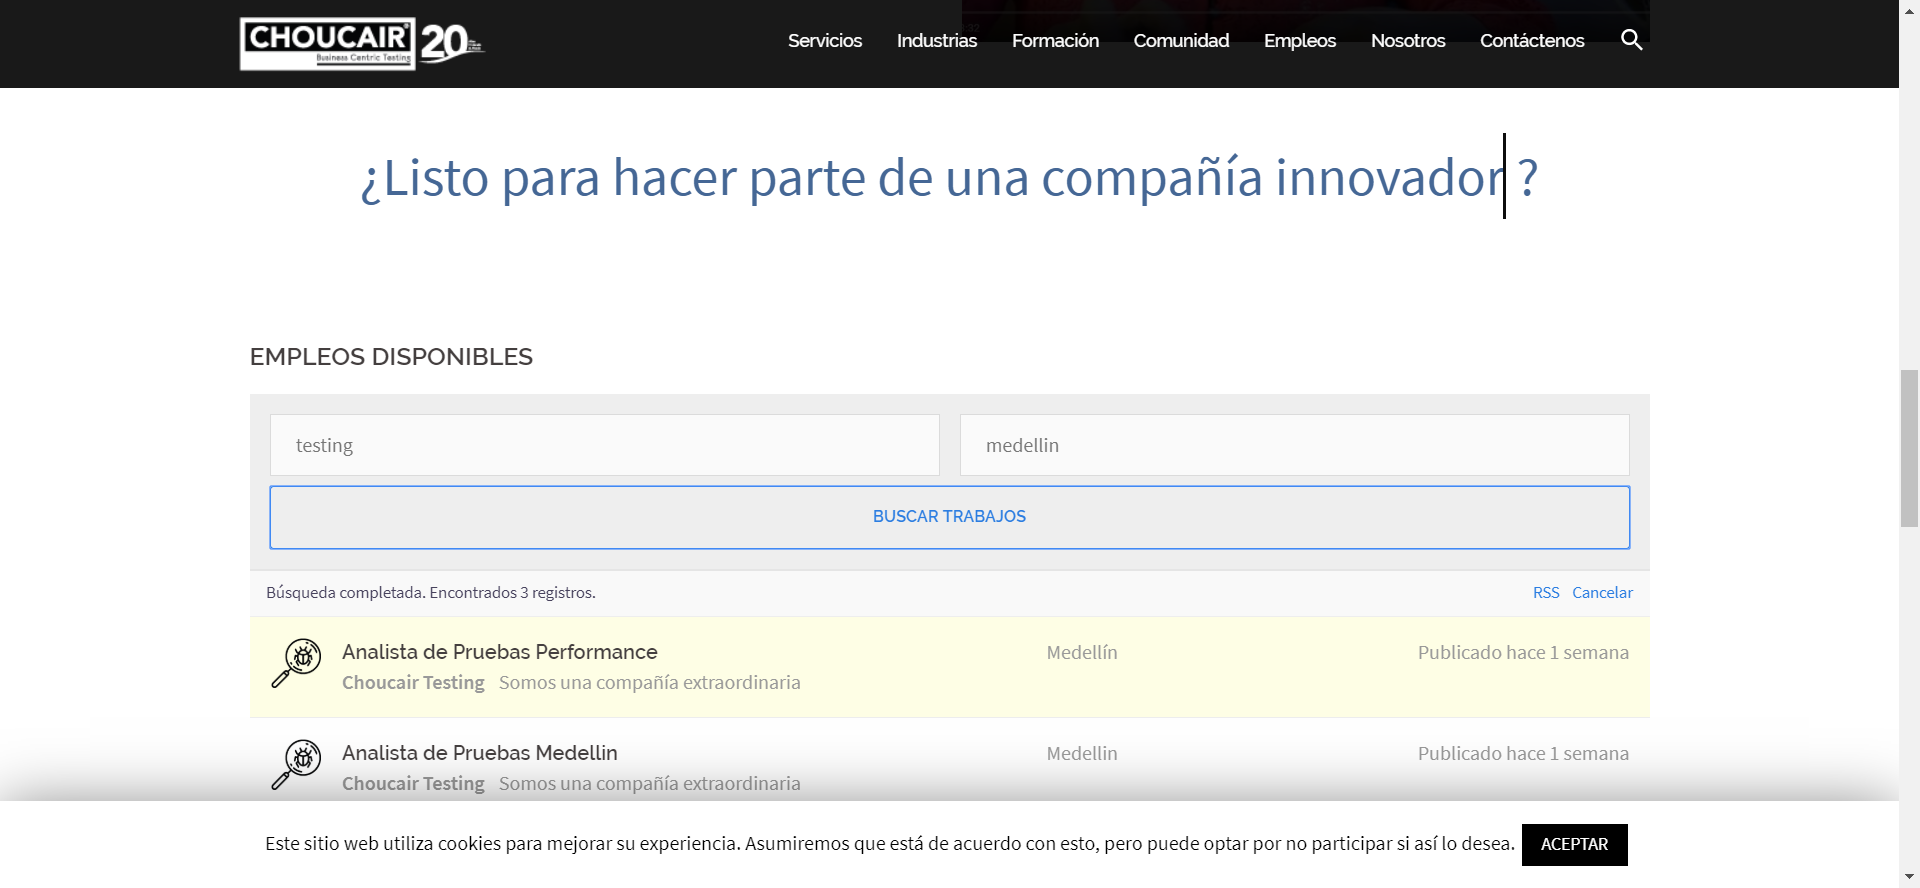 CHOUCAIR
Business Centric Testing
20
Servicios Industrias Formación Comunidad Empleos Nosotros Contáctenos
¿Listo para hacer parte de una compañía innovador ?
EMPLEOS DISPONIBLES
testing medellin
BUSCAR TRABAJOS
Búsqueda completada. Encontrados 3 registros. RSS Cancelar
Analista de Pruebas Performance Medellín Publicado hace 1 semana
Choucair Testing Somos una compañía extraordinaria
Analista de Pruebas Medellin Medellin Publicado hace 1 semana
Choucair Testing Somos una compañía extraordinaria
Este sitio web utiliza cookies para mejorar su experiencia. Asumiremos que está de acuerdo con esto, pero puede optar por no participar si así lo desea. ACEPTAR